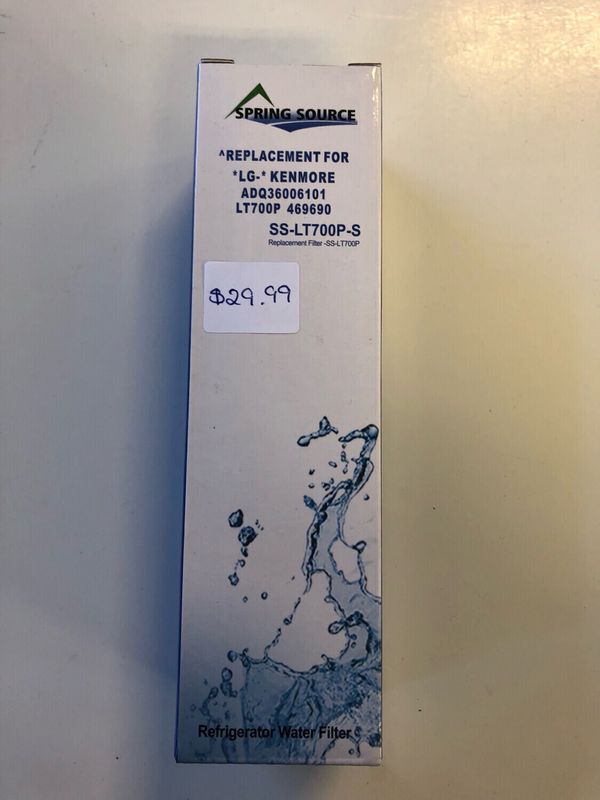 SPRING SOURCE
^REPLACEMENT FOR
*LG-* KENMORE
ADQ36006101
LT700P 469690
SS-LT700P-S
Replacement Filter -SS-LT700P
$29.99
Refrigerator Water Filter